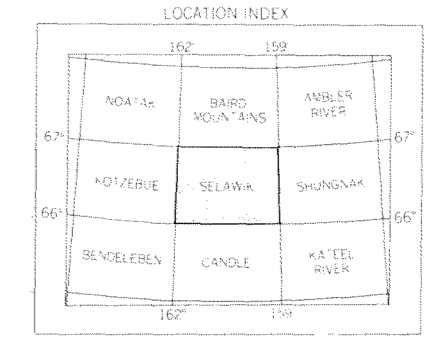 LOCATION INDEX
162° 159
NOATAK BAIRD MOUNTAINS AMBLER RIVER
67° 67°
KOTZEBUE SELAWIK SHUNGNAK
66° 66°
BENDELEBEN CANDLE KATEEL RIVER
162° 159